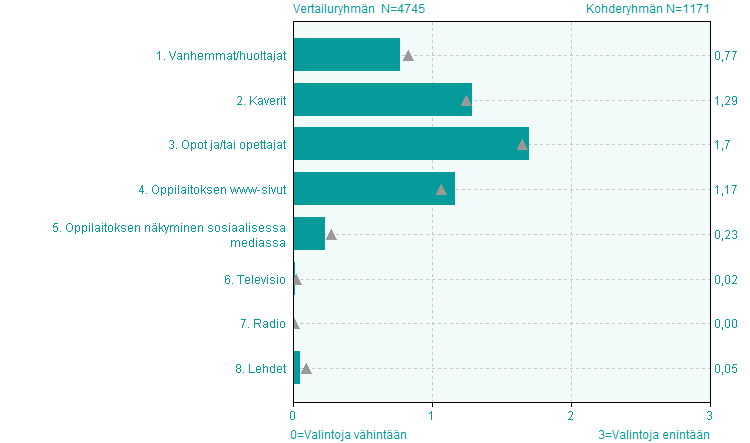 Vertailuryhmän N=4745
Kohderyhmän N=1171
1. Vanhemmat/huoltajat
0,77
2. Kaverit
1,29
3. Opot ja/tai opettajat
1,7
4. Oppilaitoksen www-sivut
1,17
5. Oppilaitoksen näkyminen sosiaalisessa
mediassa
0,23
6. Televisio
0,02
7. Radio
0,00
8. Lehdet
0,05
0
1
2
3
0=Valintoja vähintään
3=Valintoja enintään